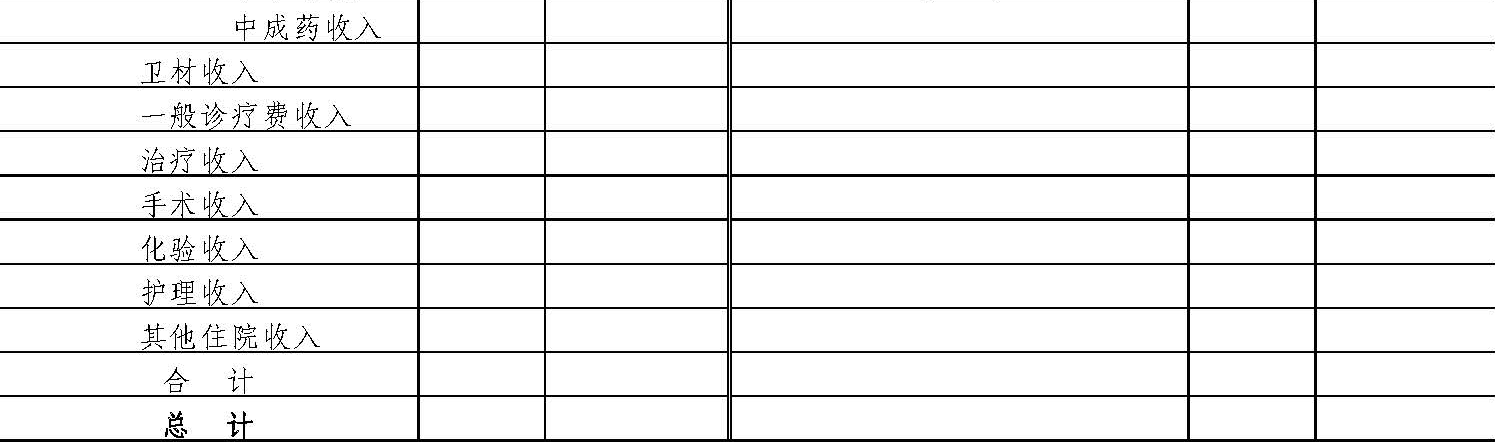 中成药收入
卫材收入
一般诊疗费收入
治疗收入
手术收入
化验收入
护理收入
其他住院收入
合 计
总 计